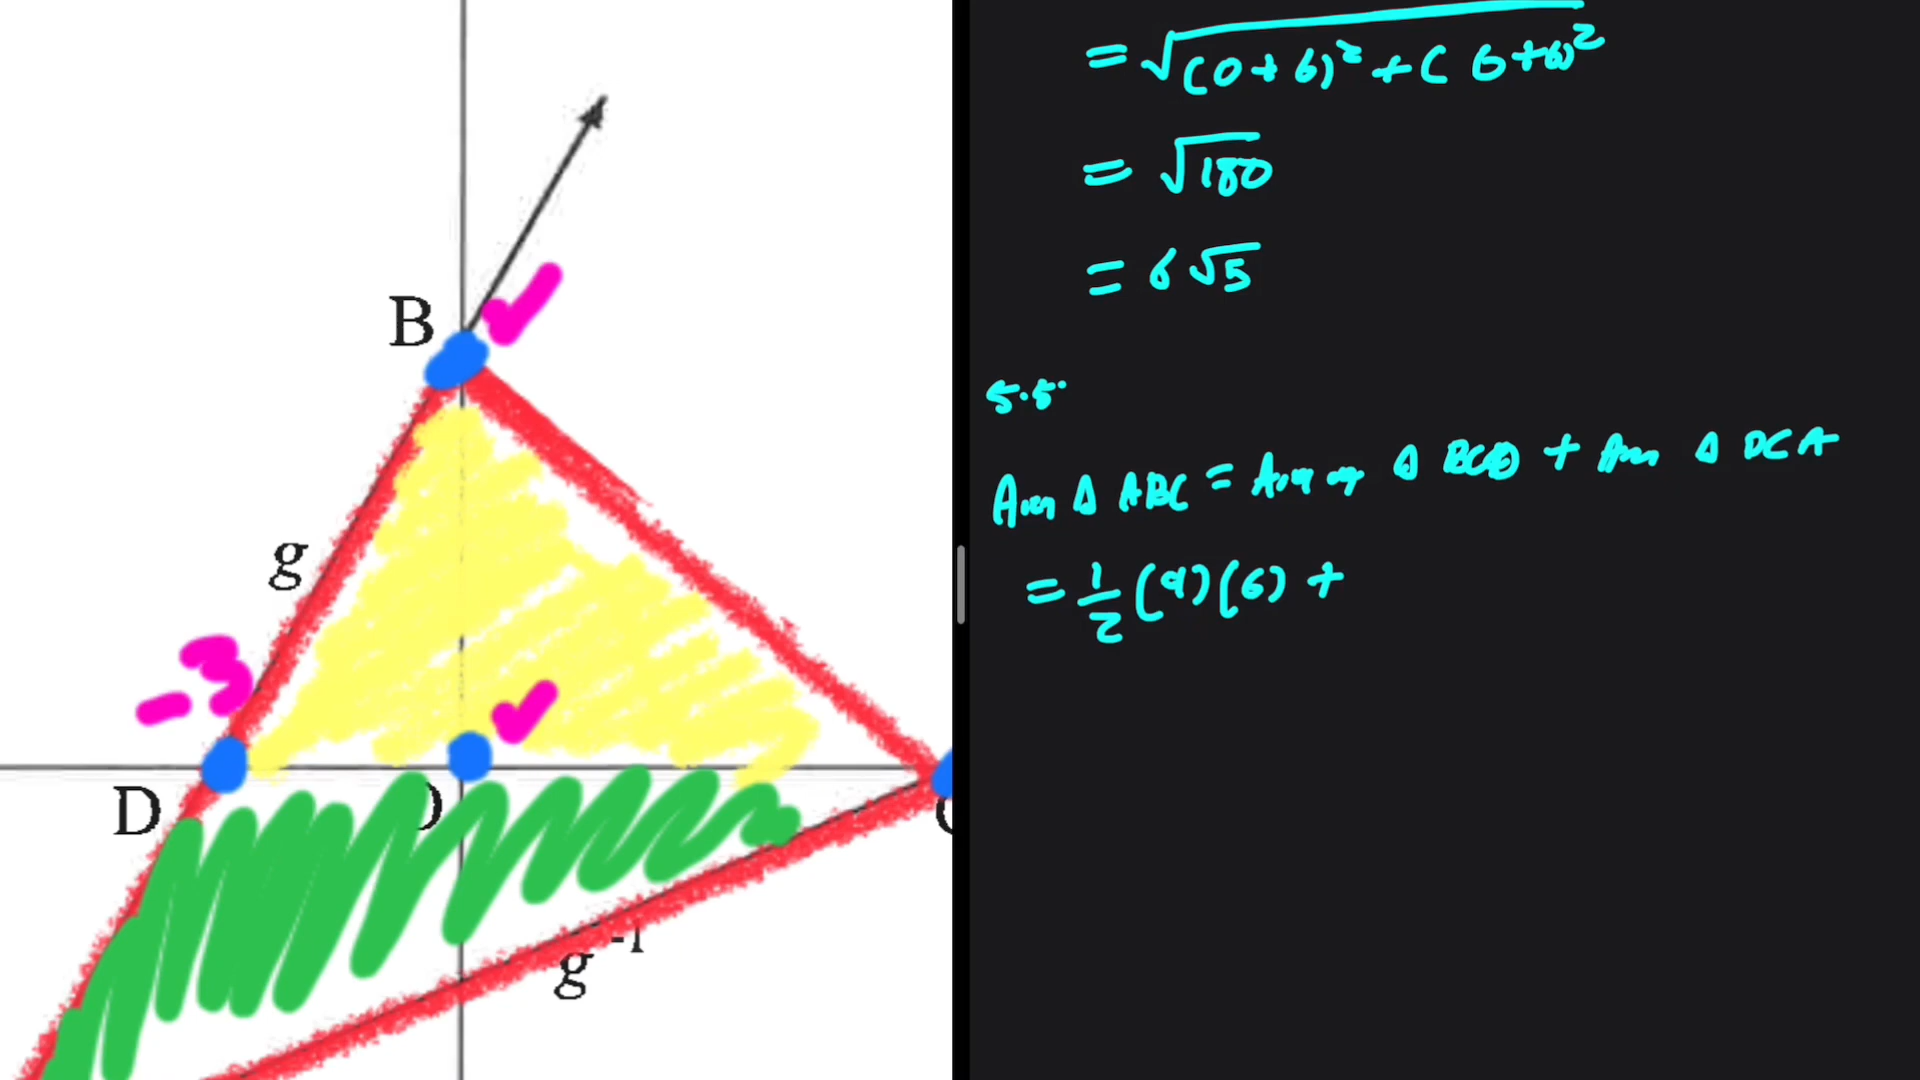 B
g
-3
D
g⁻¹
= √(0+6)² + (6+6)²
= √180
= 6√5
5.5
Area Δ ABC = Area of Δ BCD + Area Δ DCA
= 1/2 (9)(6) +